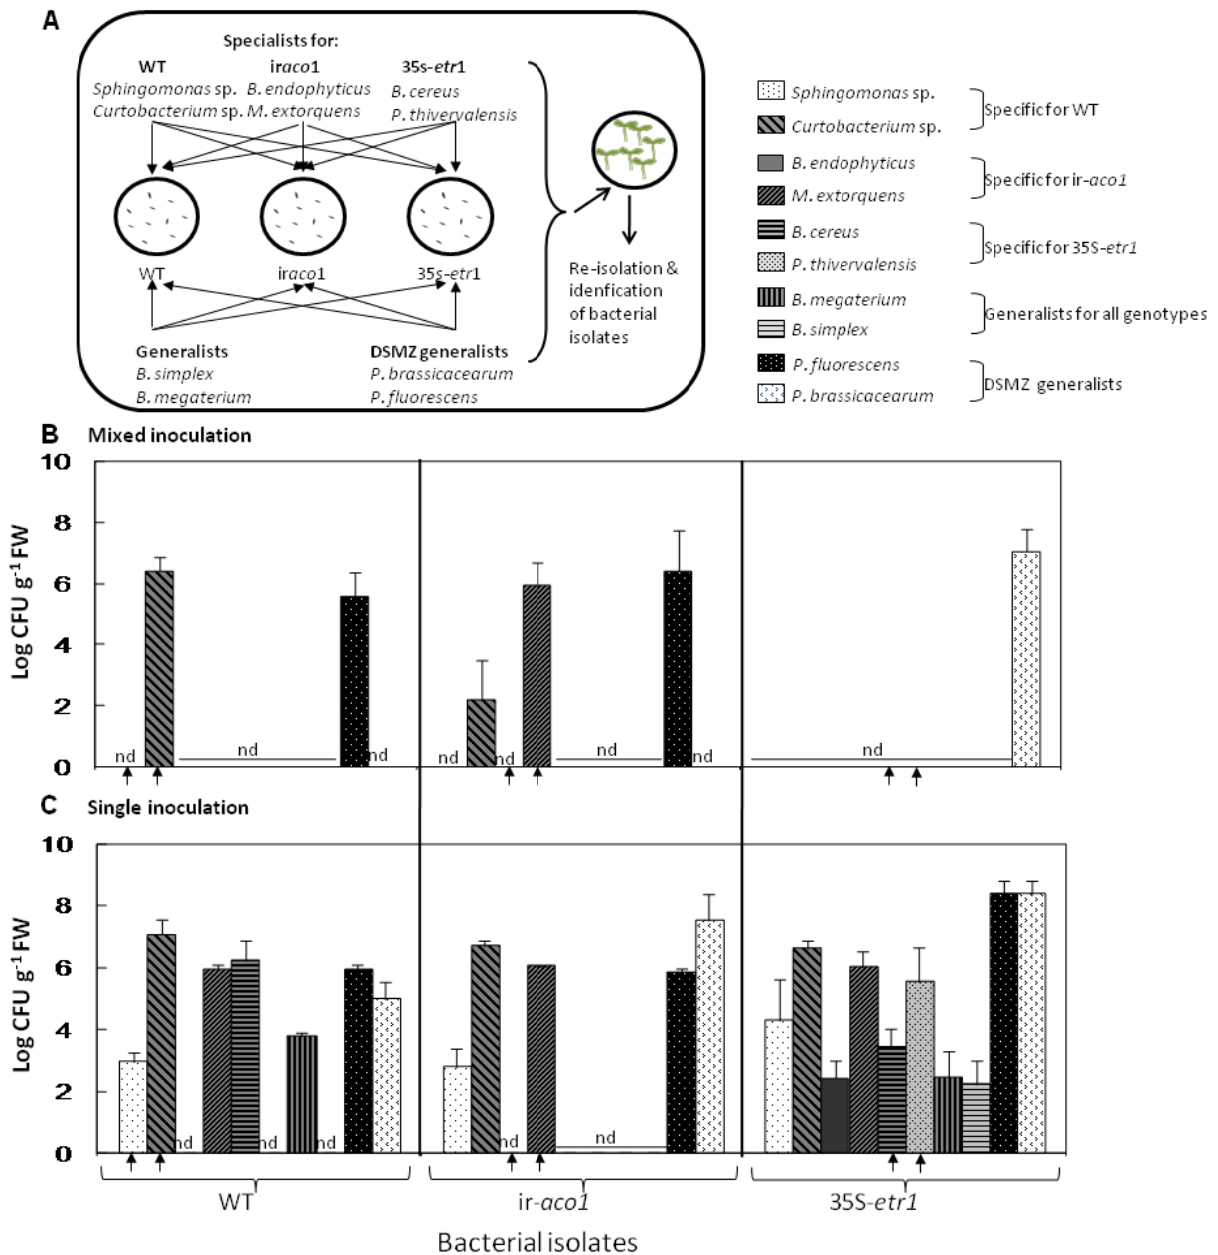 A
Specialists for:
WT iraco1 35s-etr1
Sphingomonas sp. B. endophyticus B. cereus
Curtobacterium sp. M. extorquens P. thivervalensis
WT iraco1 35s-etr1
Generalists DSMZ generalists
B. simplex P. brassicacearum
B. megaterium P. fluorescens
Re-isolation &
idenfication
of bacterial
isolates
Sphingomonas sp.
Curtobacterium sp.
Specific for WT
B. endophyticus
M. extorquens
Specific for ir-aco1
B. cereus
P. thivervalensis
Specific for 35S-etr1
B. megaterium
B. simplex
Generalists for all genotypes
P. fluorescens
P. brassicacearum
DSMZ generalists
B Mixed inoculation
Log CFU g-1 FW
10
8
6
4
2
0
nd nd nd nd nd nd nd nd
C Single inoculation
Log CFU g-1 FW
10
8
6
4
2
0
nd nd nd nd nd
WT ir-aco1 35S-etr1
Bacterial isolates